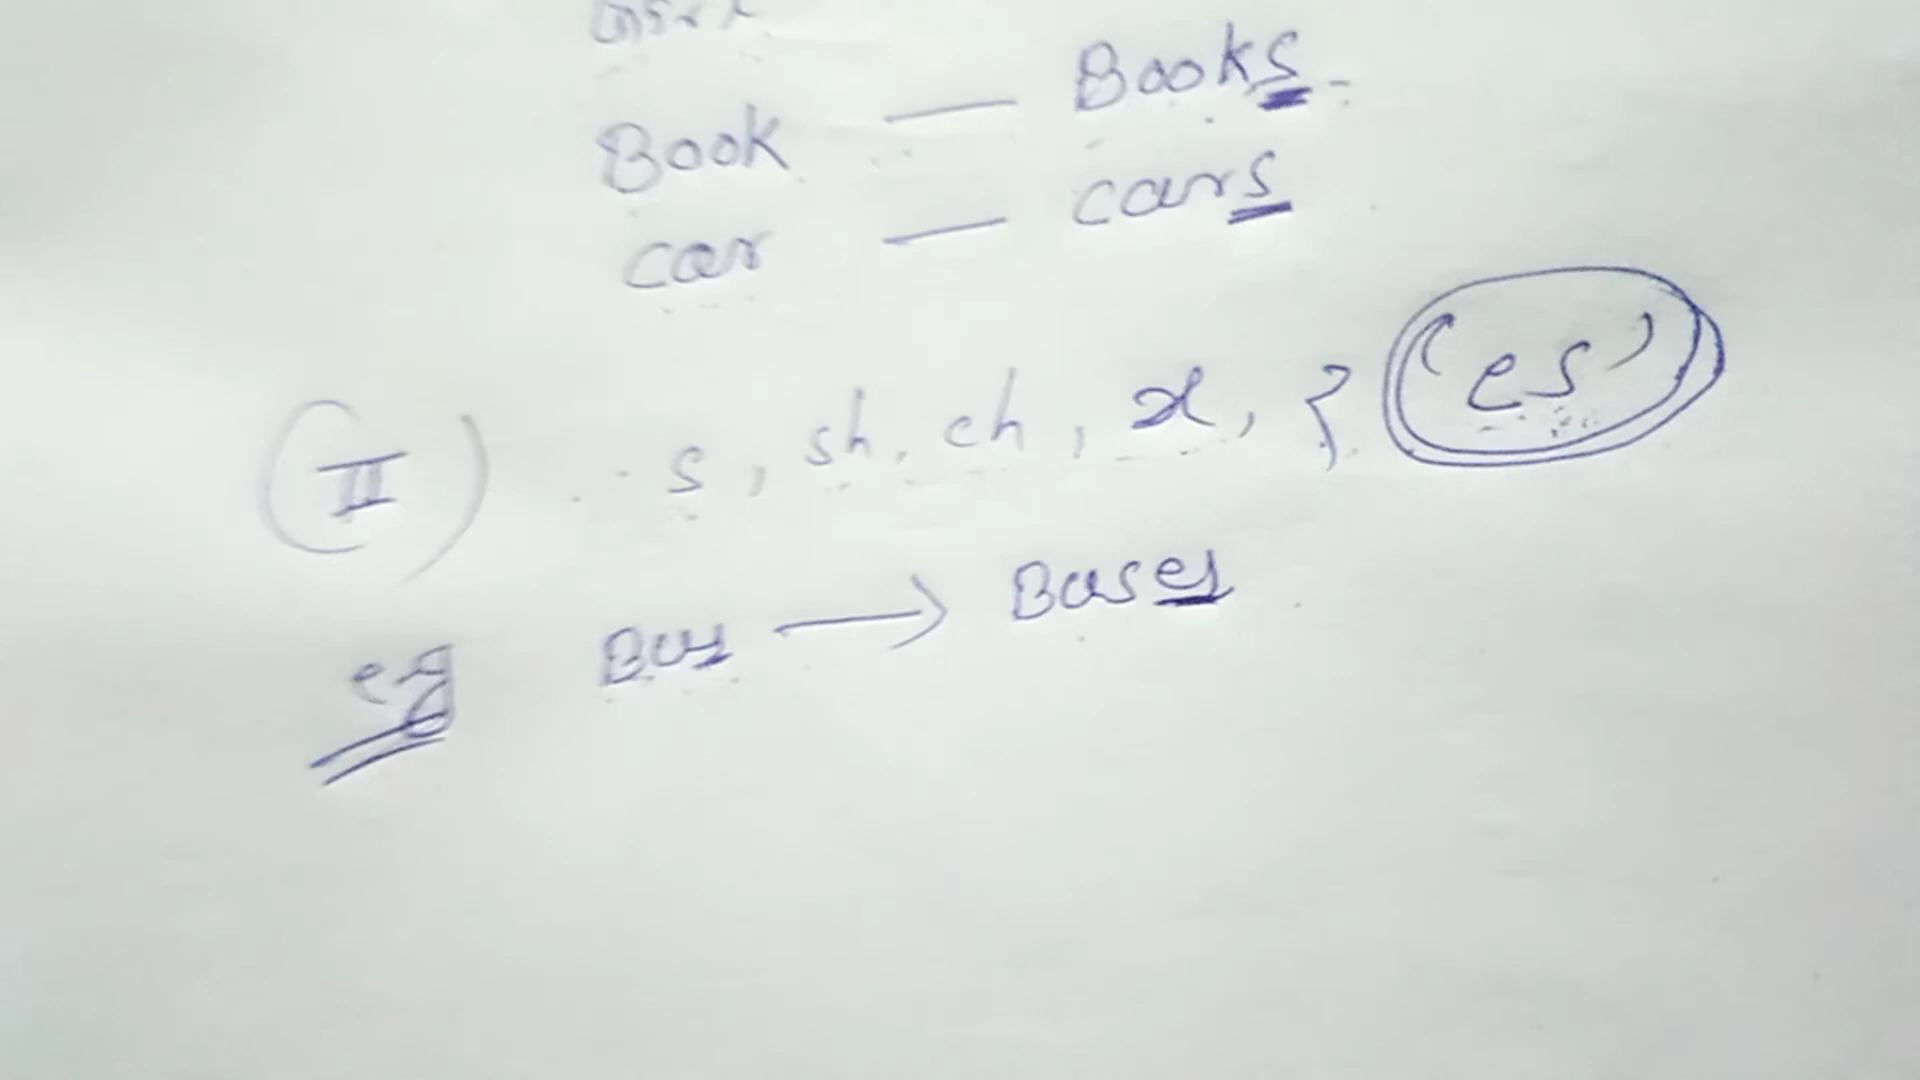 Book — Books
car — cars
(II) s, sh, ch, x, z (es)
eg Bus → Buses